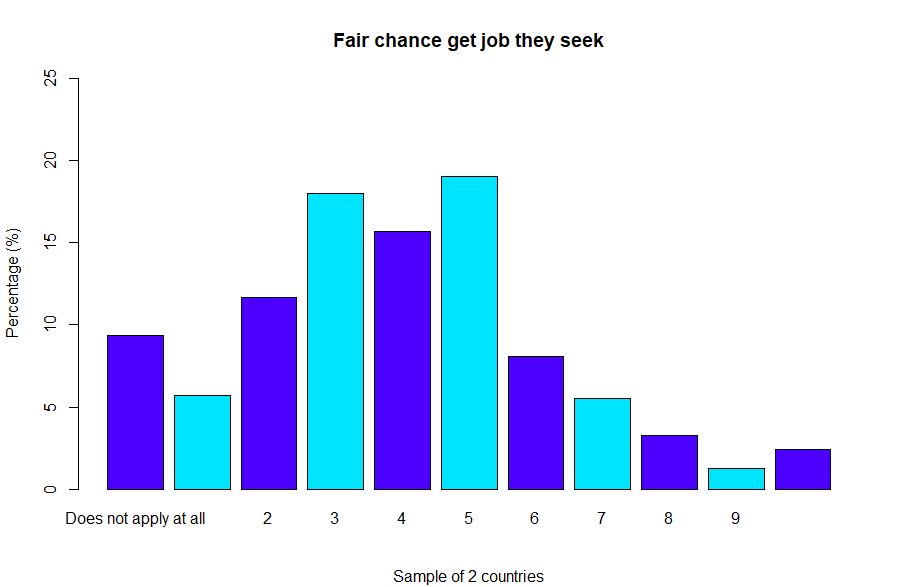 Fair chance get job they seek
Percentage (%)
25
20
15
10
5
0
Does not apply at all 2 3 4 5 6 7 8 9
Sample of 2 countries